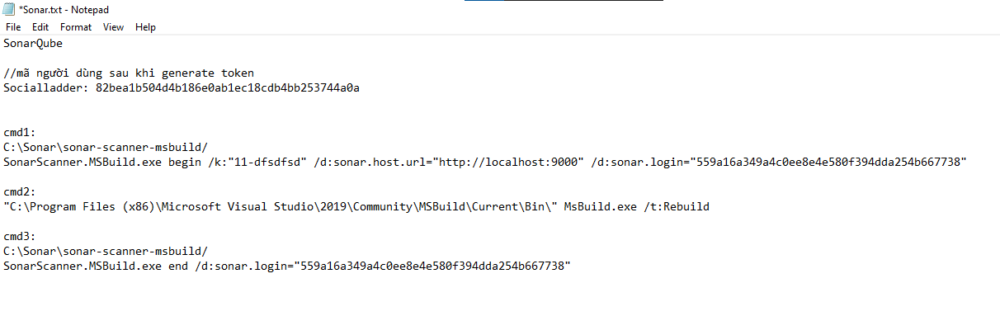 *Sonar.txt - Notepad
File Edit Format View Help
SonarQube
//mã người dùng sau khi generate token
Socialladder: 82bea1b504d4b186e0ab1ec18cdb4bb253744a0a
cmd1:
C:\Sonar\sonar-scanner-msbuild/
SonarScanner.MSBuild.exe begin /k:"11-dfsdfsd" /d:sonar.host.url="http://localhost:9000" /d:sonar.login="559a16a349a4c0ee8e4e580f394dda254b667738"
cmd2:
"C:\Program Files (x86)\Microsoft Visual Studio\2019\Community\MSBuild\Current\Bin\" MsBuild.exe /t:Rebuild
cmd3:
C:\Sonar\sonar-scanner-msbuild/
SonarScanner.MSBuild.exe end /d:sonar.login="559a16a349a4c0ee8e4e580f394dda254b667738"